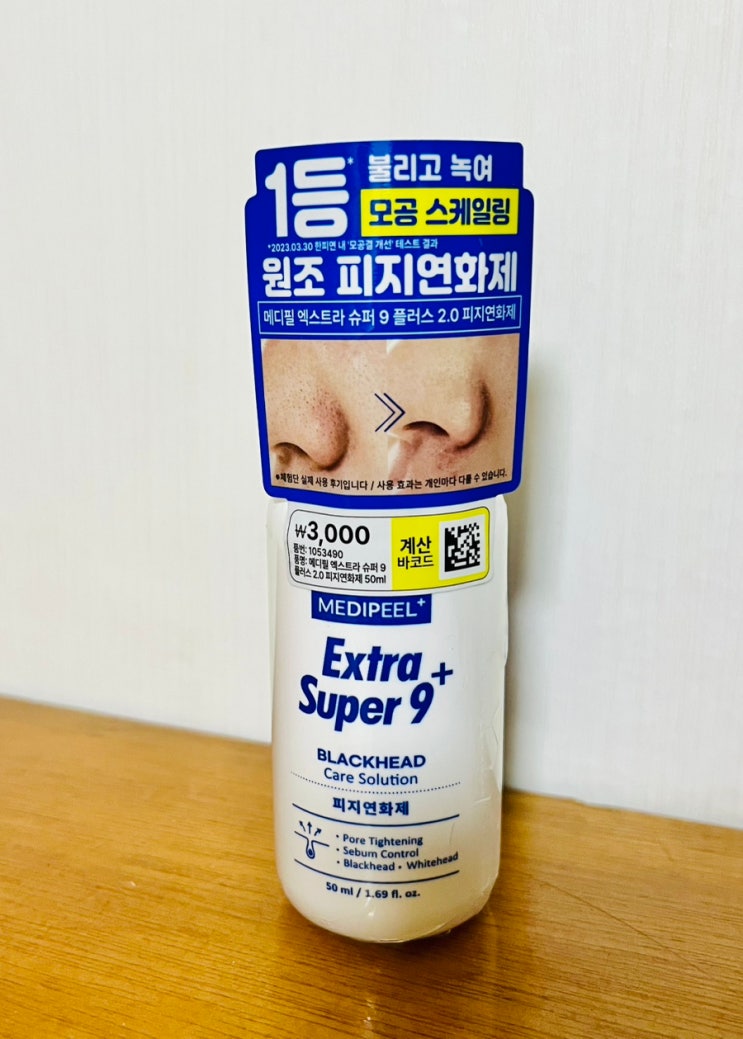 1등*
불리고 녹여
모공 스케일링
*2023.03.30 한피연 내 '모공결 개선' 테스트 결과
원조 피지연화제
메디필 엑스트라 슈퍼 9 플러스 2.0 피지연화제
*체험단 실제 사용 후기입니다 / 사용 효과는 개인마다 다를 수 있습니다.
₩3,000
품번: 1053490
품명: 메디필 엑스트라 슈퍼 9
플러스 2.0 피지연화제 50ml
계산
바코드
MEDIPEEL+
Extra
Super 9+
BLACKHEAD
Care Solution
피지연화제
• Pore Tightening
• Sebum Control
• Blackhead • Whitehead
50 ml / 1.69 fl. oz.